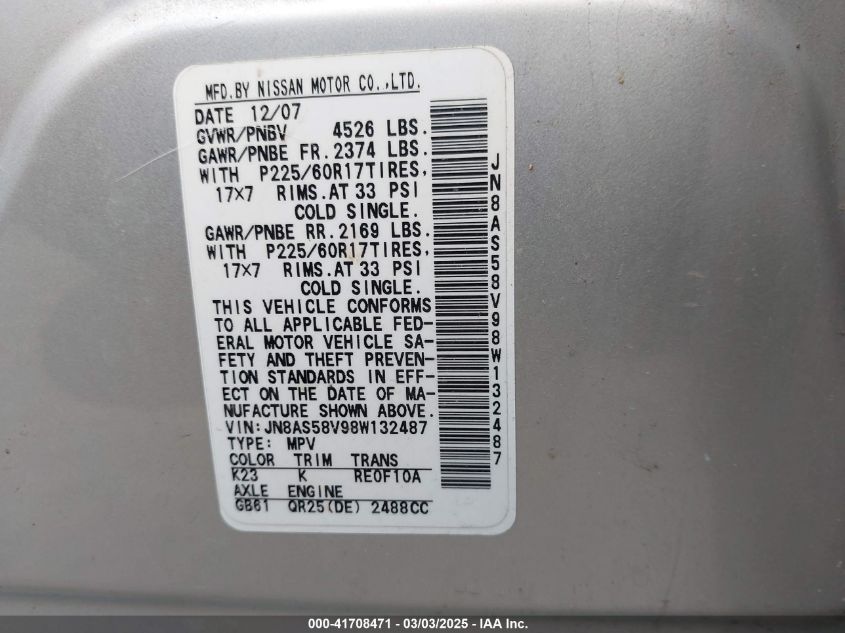 MFD.BY NISSAN MOTOR CO.,LTD.
DATE 12/07
GVWR/PNBV 4526 LBS.
GAWR/PNBE FR.2374 LBS.
WITH P225/60R17TIRES,
17×7 RIMS.AT 33 PSI
COLD SINGLE.
GAWR/PNBE RR.2169 LBS.
WITH P225/60R17TIRES,
17×7 RIMS.AT 33 PSI
COLD SINGLE.
THIS VEHICLE CONFORMS
TO ALL APPLICABLE FED-
ERAL MOTOR VEHICLE SA-
FETY AND THEFT PREVEN-
TION STANDARDS IN EFF-
ECT ON THE DATE OF MA-
NUFACTURE SHOWN ABOVE.
VIN:JN8AS58V98W132487
TYPE: MPV
COLOR TRIM TRANS
K23 K RE0F10A
AXLE ENGINE
GB61 QR25(DE) 2488CC
JN8AS58V98W132487
000-41708471 — 03/03/2025 - IAA Inc.